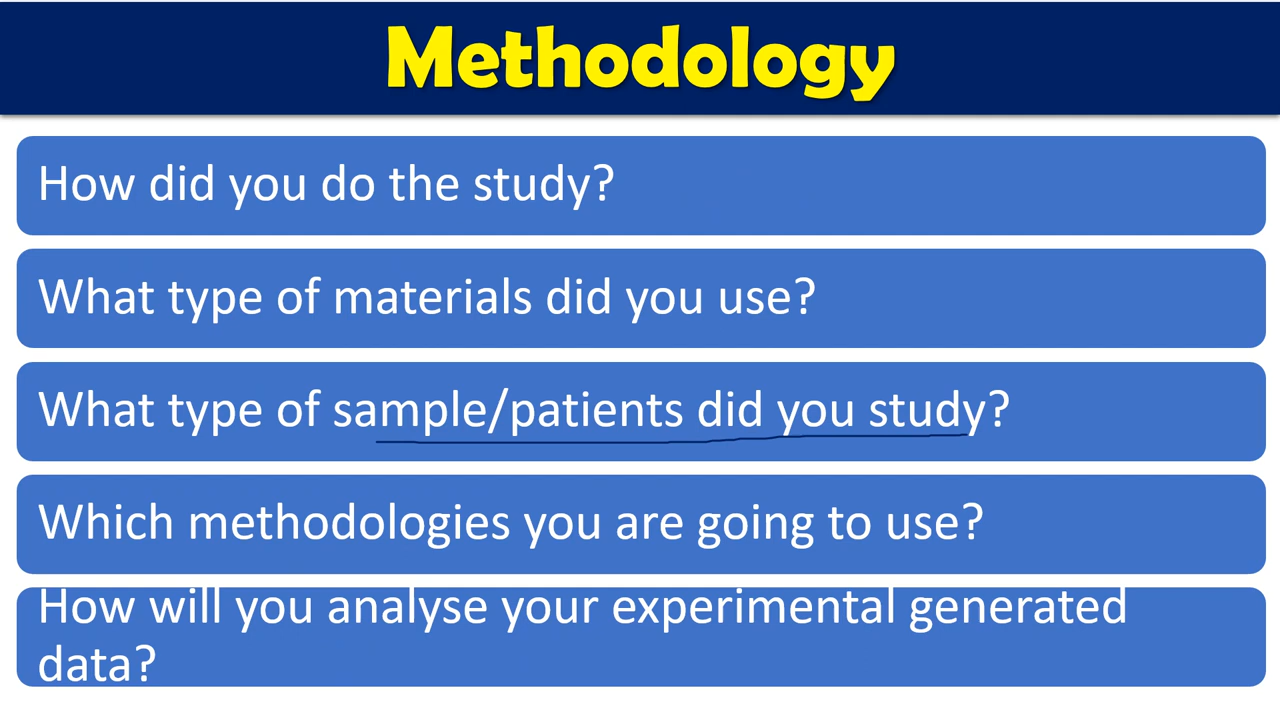 Methodology
How did you do the study?
What type of materials did you use?
What type of sample/patients did you study?
Which methodologies you are going to use?
How will you analyse your experimental generated
data?